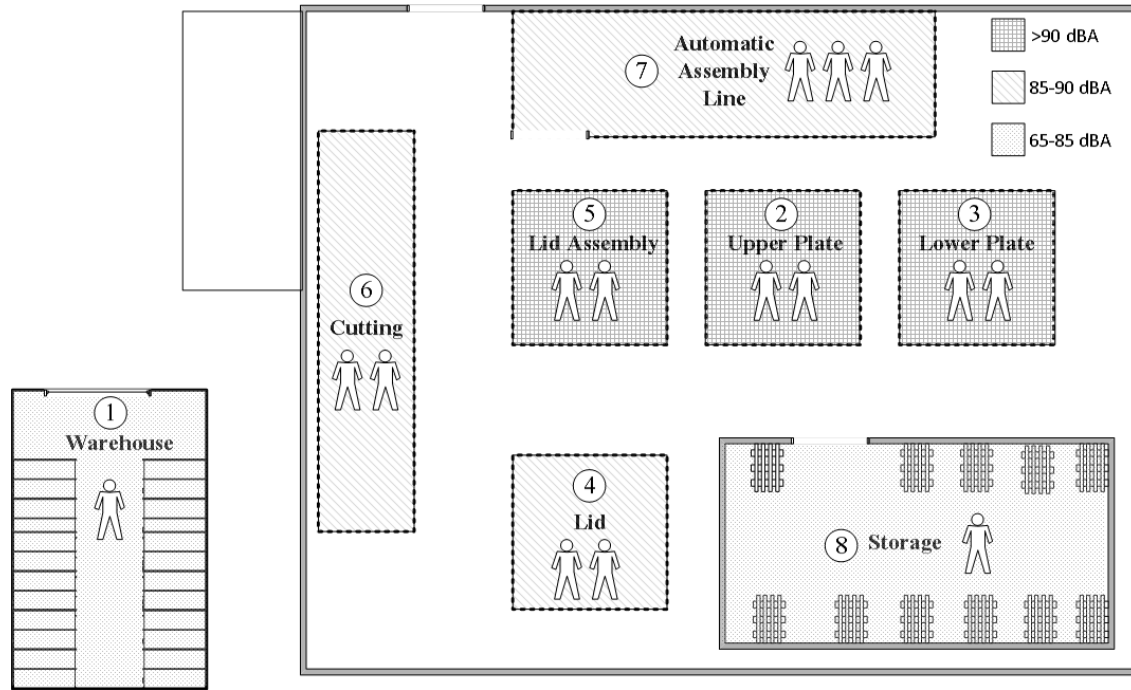 7
Automatic
Assembly
Line
>90 dBA
85-90 dBA
65-85 dBA
5
Lid Assembly
2
Upper Plate
3
Lower Plate
6
Cutting
1
Warehouse
4
Lid
8
Storage